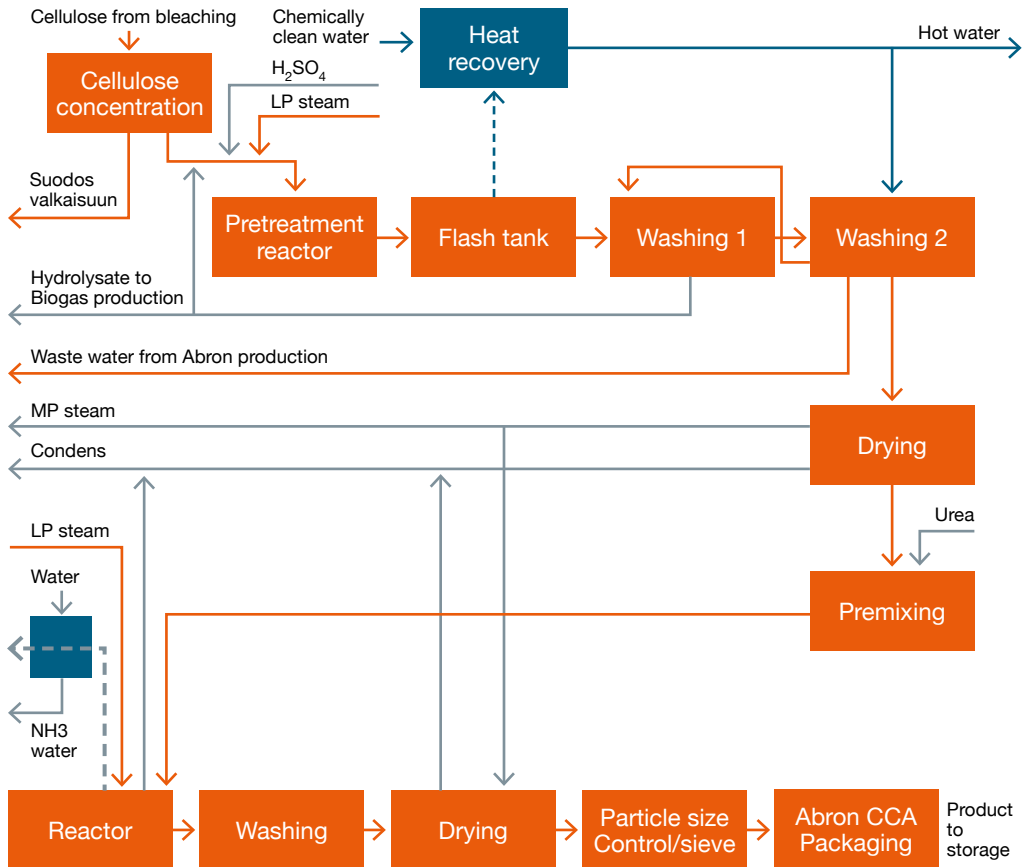 Cellulose from bleaching
Chemically
clean water
Heat
recovery
Hot water
Cellulose
concentration
H₂SO₄
LP steam
Suodos
valkaisuun
Pretreatment
reactor
Flash tank
Washing 1
Washing 2
Hydrolysate to
Biogas production
Waste water from Abron production
MP steam
Condens
Drying
Urea
LP steam
Water
Premixing
NH3
water
Reactor
Washing
Drying
Particle size
Control/sieve
Abron CCA
Packaging
Product
to
storage